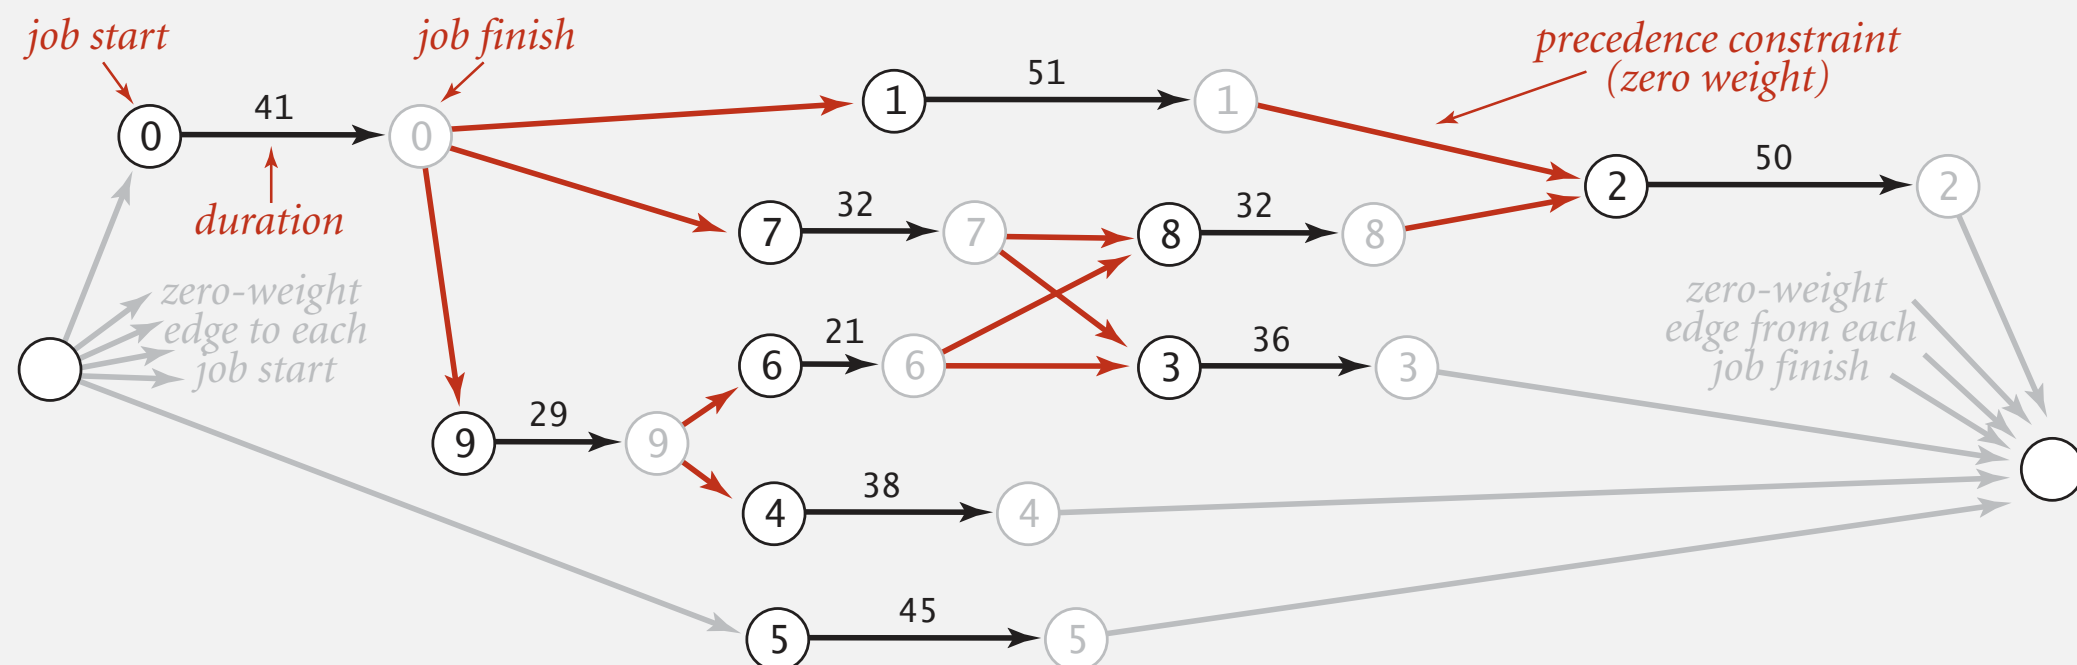 job start
job finish
precedence constraint
(zero weight)
51
1
1
41
0
0
50
2
2
duration
32
7
7
32
8
8
zero-weight
edge to each
job start
zero-weight
edge from each
job finish
21
6
6
36
3
3
29
9
9
38
4
4
45
5
5